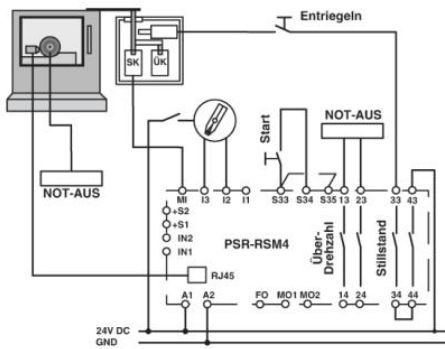 Entriegeln
SK ÜK
NOT-AUS
Start
NOT-AUS
MI I3 I2 I1 S33 S34 S35 13 23 33 43
+S2
+S1
IN2
IN1
PSR-RSM4
Über-
Drehzahl
Stillstand
RJ45
A1 A2 FO MO1 MO2 14 24 34 44
24V DC
GND